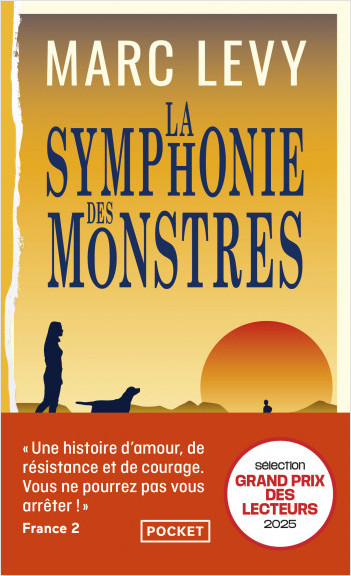 MARC LEVY
LA
SYMPHONIE
DES
MONSTRES
« Une histoire d'amour, de
résistance et de courage.
Vous ne pourrez pas vous
arrêter ! »
France 2
POCKET
sélection
GRAND PRIX
DES
LECTEURS
2025